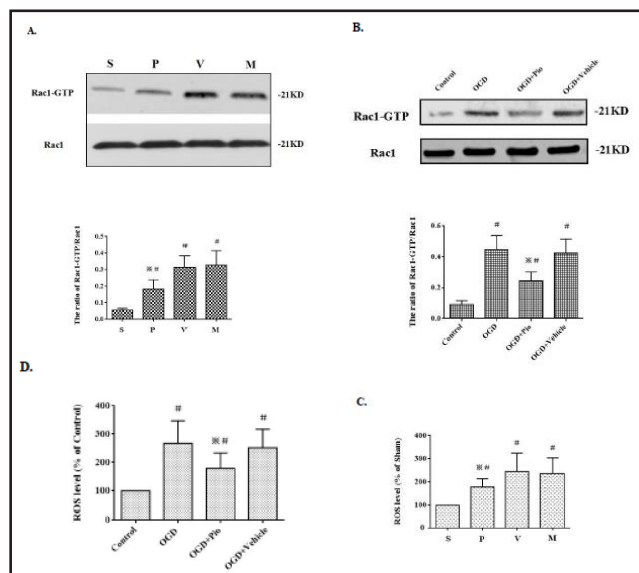 A.
S P V M
Rac1-GTP -21KD
Rac1 -21KD
The ratio of Rac1-GTP/Rac1
0.4
0.3
0.2
0.1
0.0
※ #
#
#
S P V M
B.
Control OGD OGD+Pio OGD+Vehicle
Rac1-GTP -21KD
Rac1 -21KD
The ratio of Rac1-GTP/Rac1
0.6
0.4
0.2
0.0
#
※ #
#
Control OGD OGD+Pio OGD+Vehicle
D.
ROS level (% of Control)
400
300
200
100
0
#
※ #
#
Control OGD OGD+Pio OGD+Vehicle
C.
ROS level (% of Sham)
400
300
200
100
0
※ #
#
#
S P V M